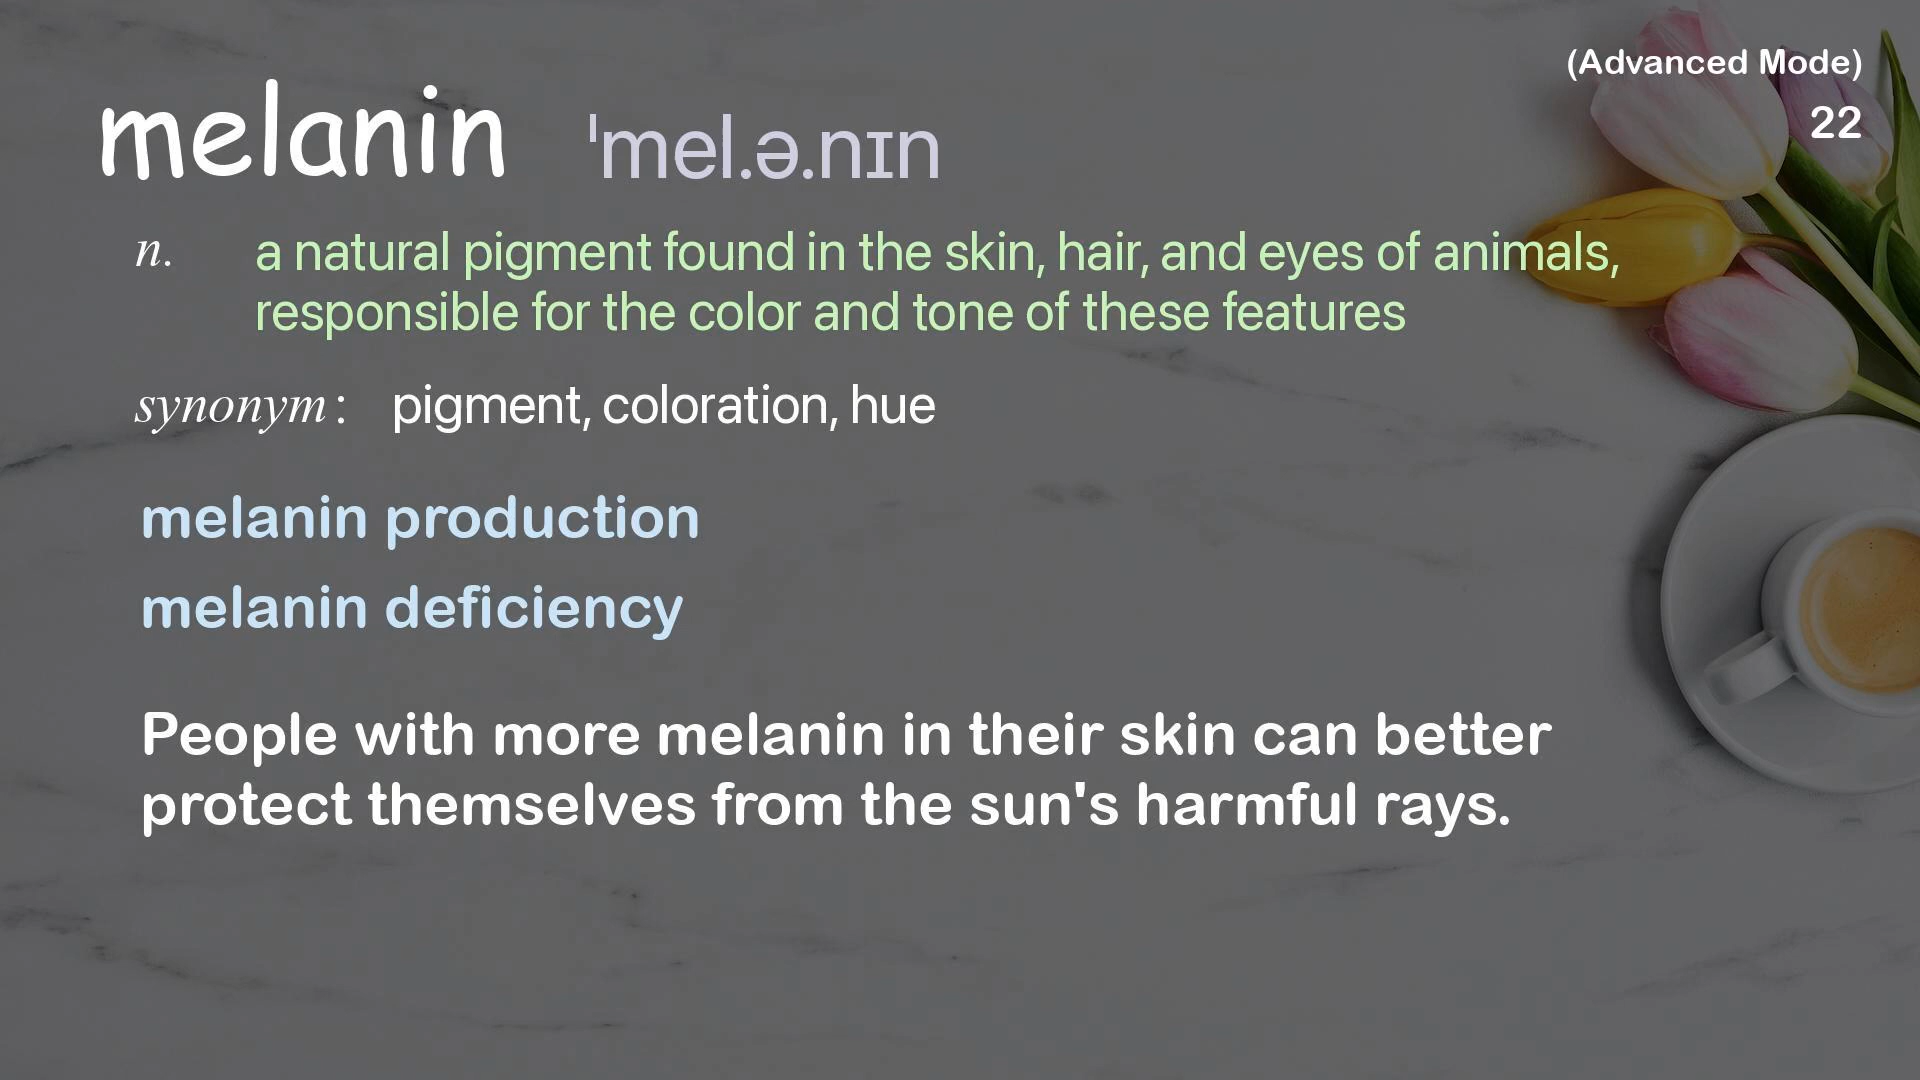 (Advanced Mode)
22
melanin ˈmel.ə.nɪn
n. a natural pigment found in the skin, hair, and eyes of animals,
responsible for the color and tone of these features
synonym: pigment, coloration, hue
melanin production
melanin deficiency
People with more melanin in their skin can better
protect themselves from the sun's harmful rays.